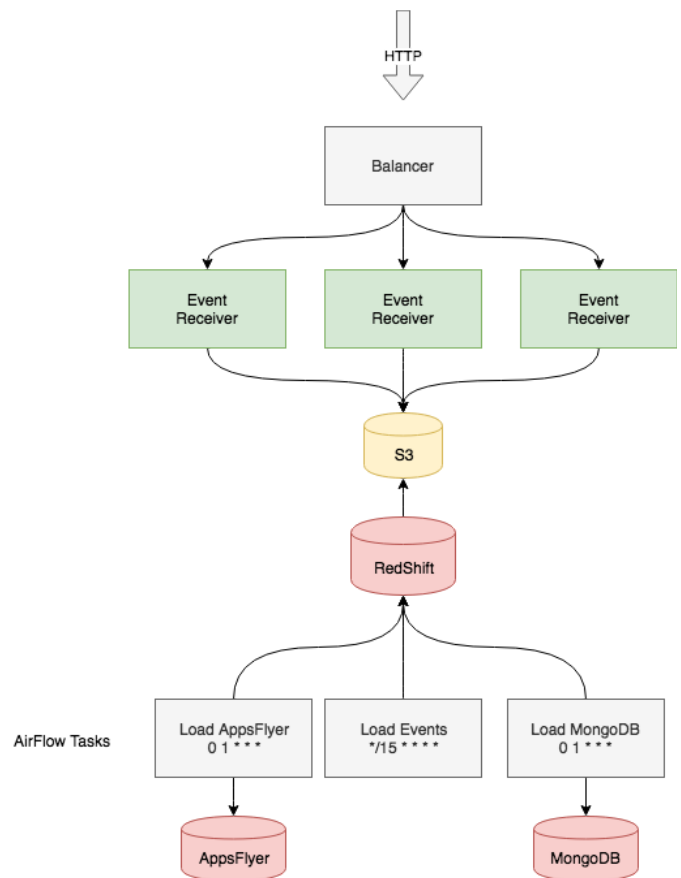 HTTP
Balancer
Event
Receiver
Event
Receiver
Event
Receiver
S3
RedShift
AirFlow Tasks
Load AppsFlyer
0 1 * * *
Load Events
*/15 * * * *
Load MongoDB
0 1 * * *
AppsFlyer
MongoDB